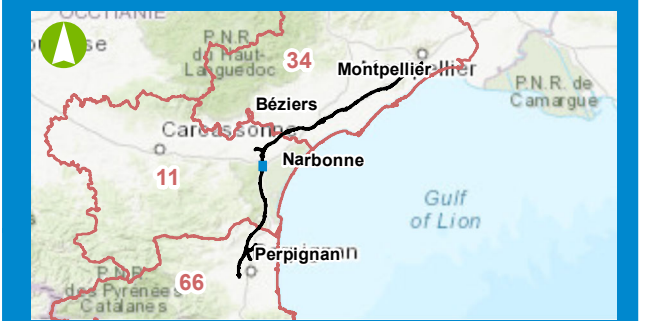 OCCITANIE
P.N.R.
du Haut-
Languedoc
34
Montpellier
Béziers
P.N.R. de
Camargue
Carcassonne
Narbonne
11
Gulf
of Lion
Perpignan
P.N.R.
des Pyrénées
Catalanes
66